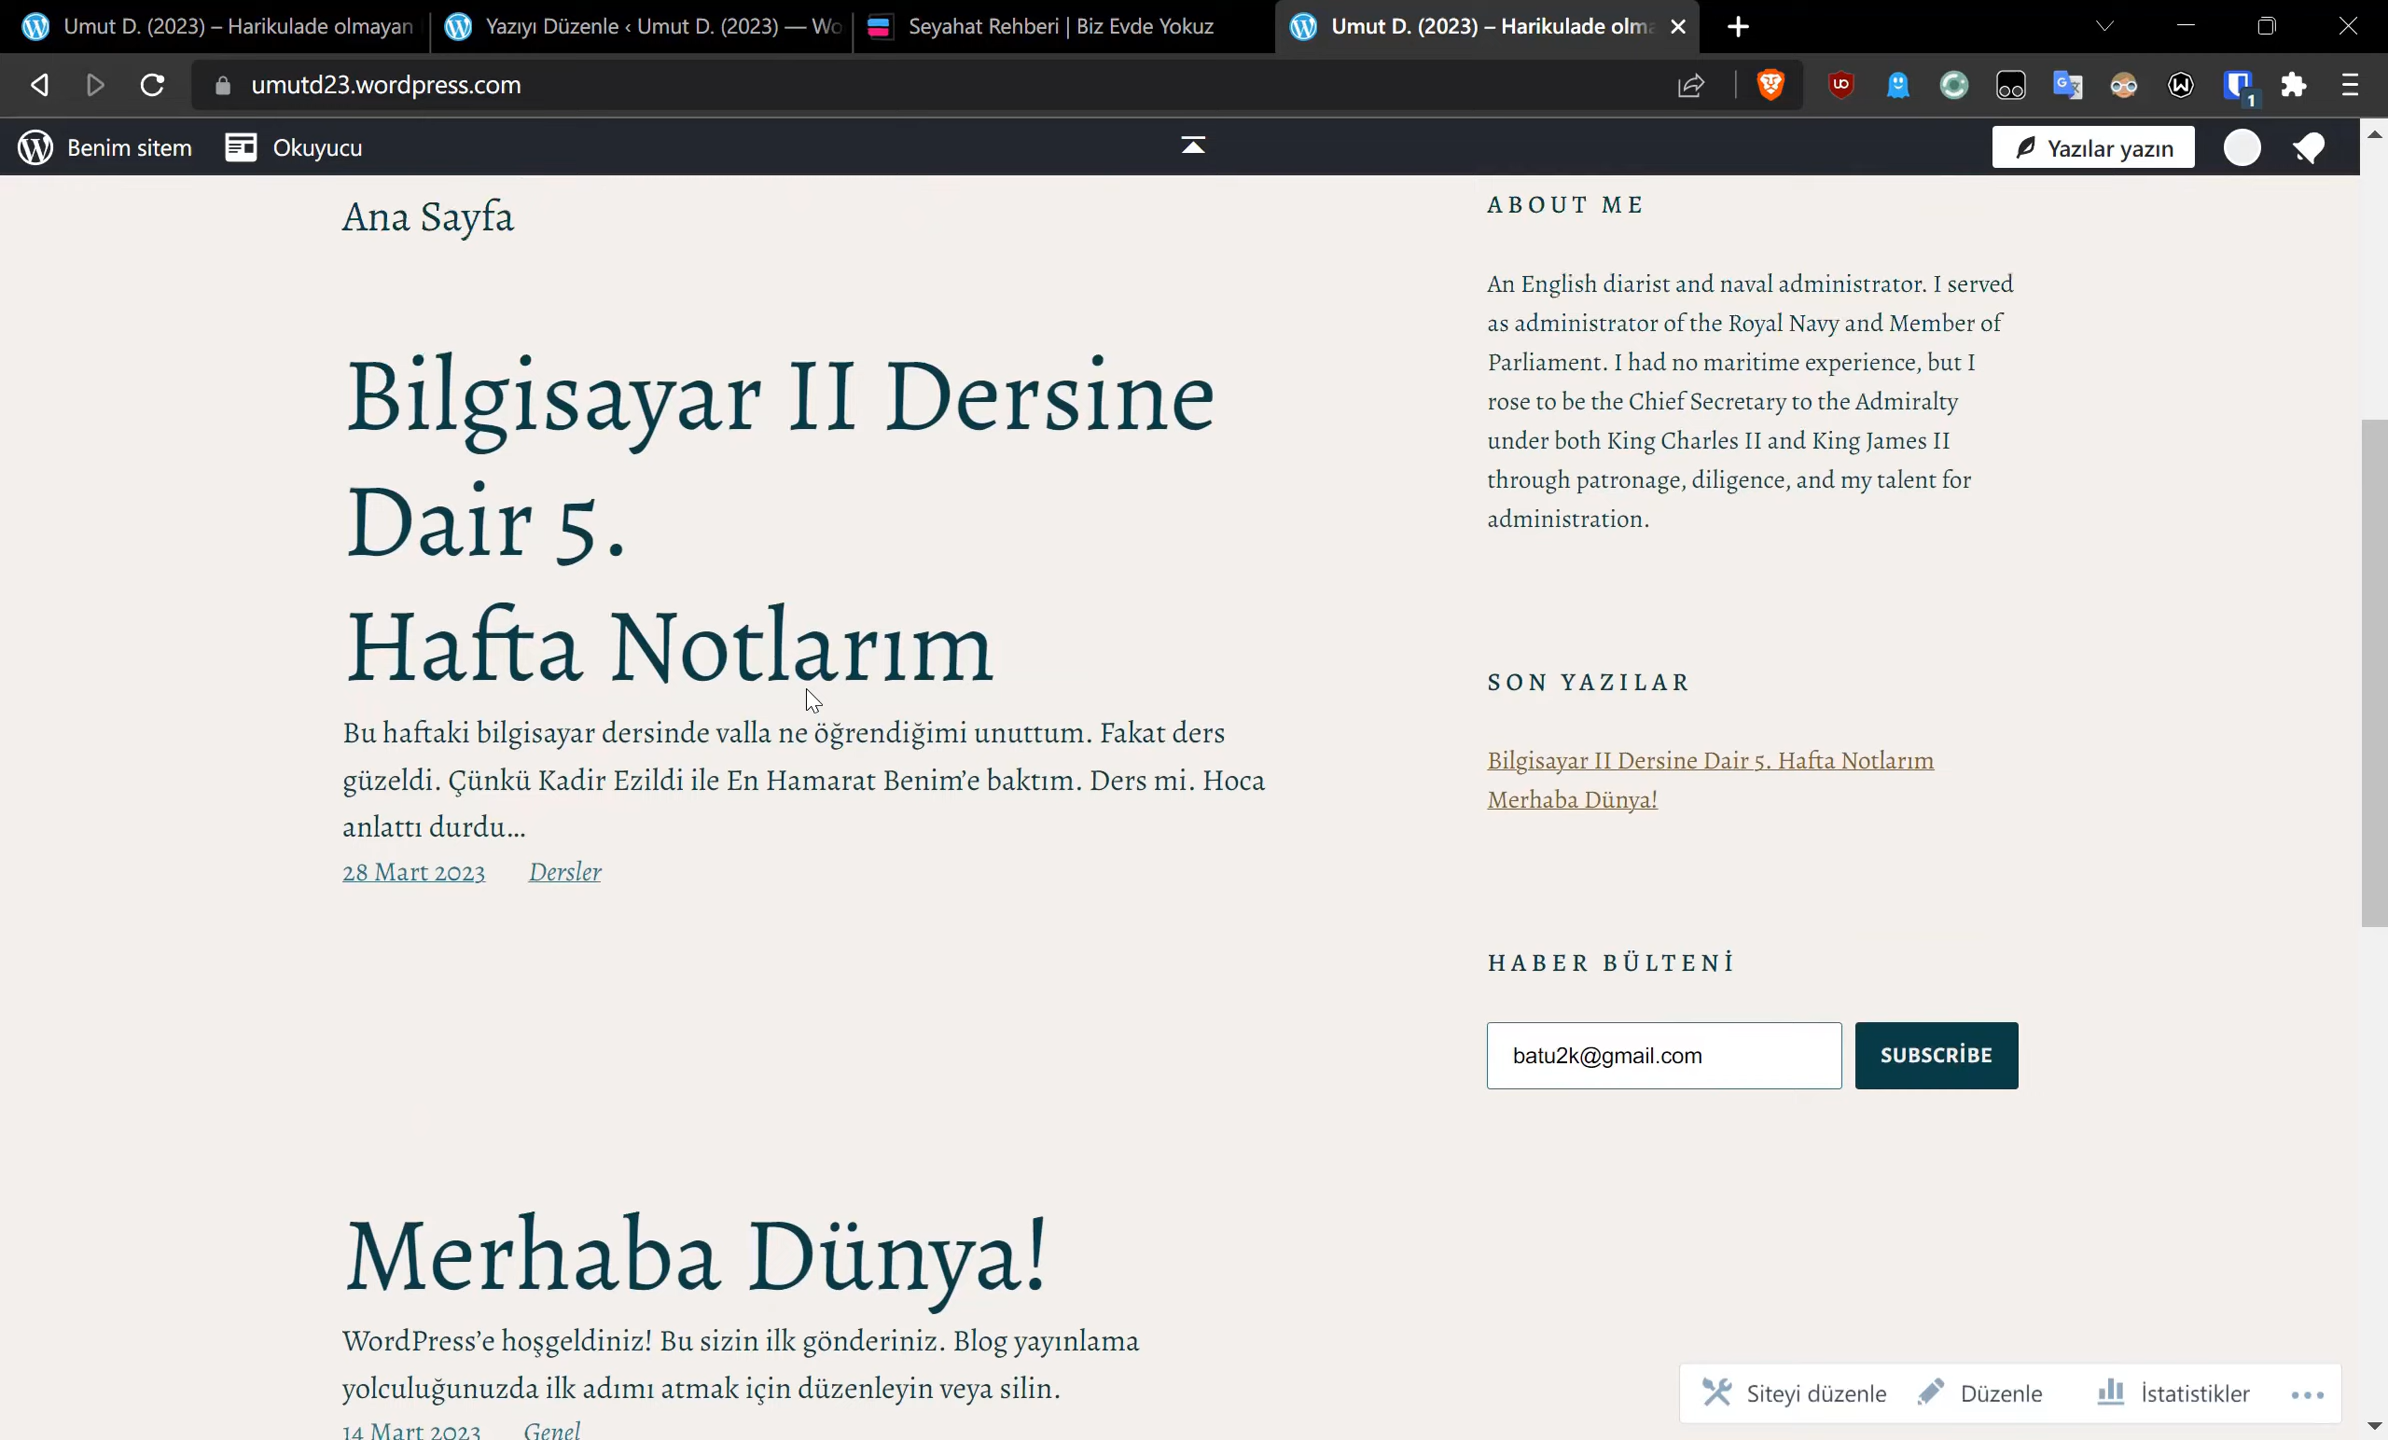 Umut D. (2023) – Harikulade olmayan
Yazıyı Düzenle ‹ Umut D. (2023) — Wo
Seyahat Rehberi | Biz Evde Yokuz
Umut D. (2023) – Harikulade olma
umutd23.wordpress.com
1
Benim sitem
Okuyucu
Yazılar yazın
Ana Sayfa
Bilgisayar II Dersine
Dair 5.
Hafta Notlarım
Bu haftaki bilgisayar dersinde valla ne öğrendiğimi unuttum. Fakat ders
güzeldi. Çünkü Kadir Ezildi ile En Hamarat Benim’e baktım. Ders mi. Hoca
anlattı durdu…
28 Mart 2023 Dersler
Merhaba Dünya!
WordPress’e hoşgeldiniz! Bu sizin ilk gönderiniz. Blog yayınlama
yolculuğunuzda ilk adımı atmak için düzenleyin veya silin.
14 Mart 2023 Genel
ABOUT ME
An English diarist and naval administrator. I served
as administrator of the Royal Navy and Member of
Parliament. I had no maritime experience, but I
rose to be the Chief Secretary to the Admiralty
under both King Charles II and King James II
through patronage, diligence, and my talent for
administration.
SON YAZILAR
Bilgisayar II Dersine Dair 5. Hafta Notlarım
Merhaba Dünya!
HABER BÜLTENİ
batu2k@gmail.com
SUBSCRİBE
Siteyi düzenle
Düzenle
İstatistikler